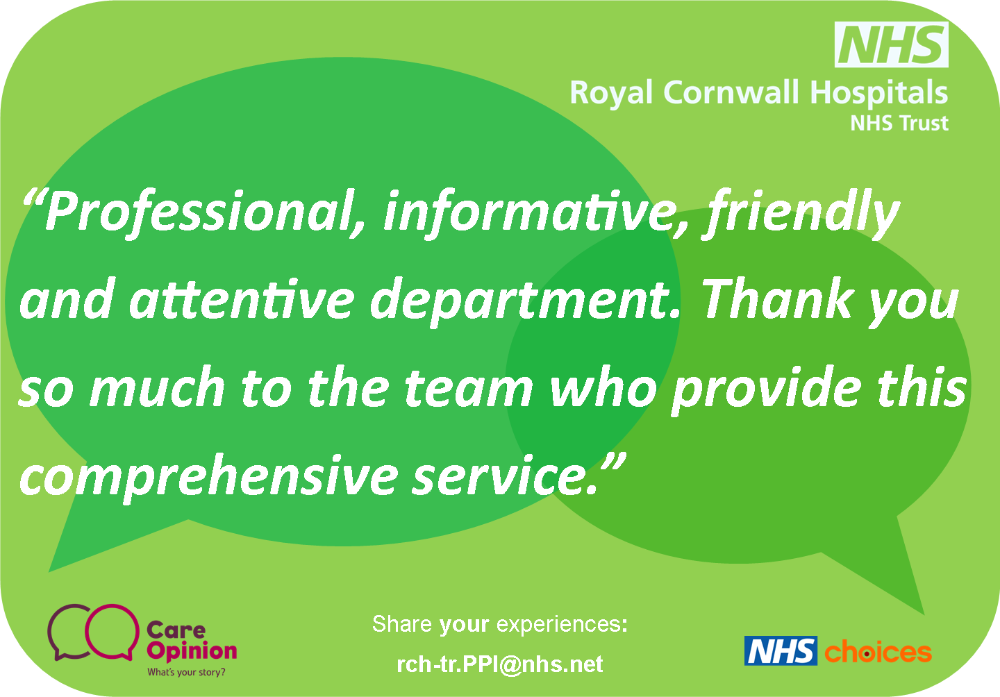 NHS
Royal Cornwall Hospitals
NHS Trust
“Professional, informative, friendly
and attentive department. Thank you
so much to the team who provide this
comprehensive service.”
Care
Opinion
What's your story?
Share your experiences:
rch-tr.PPI@nhs.net
NHS choices